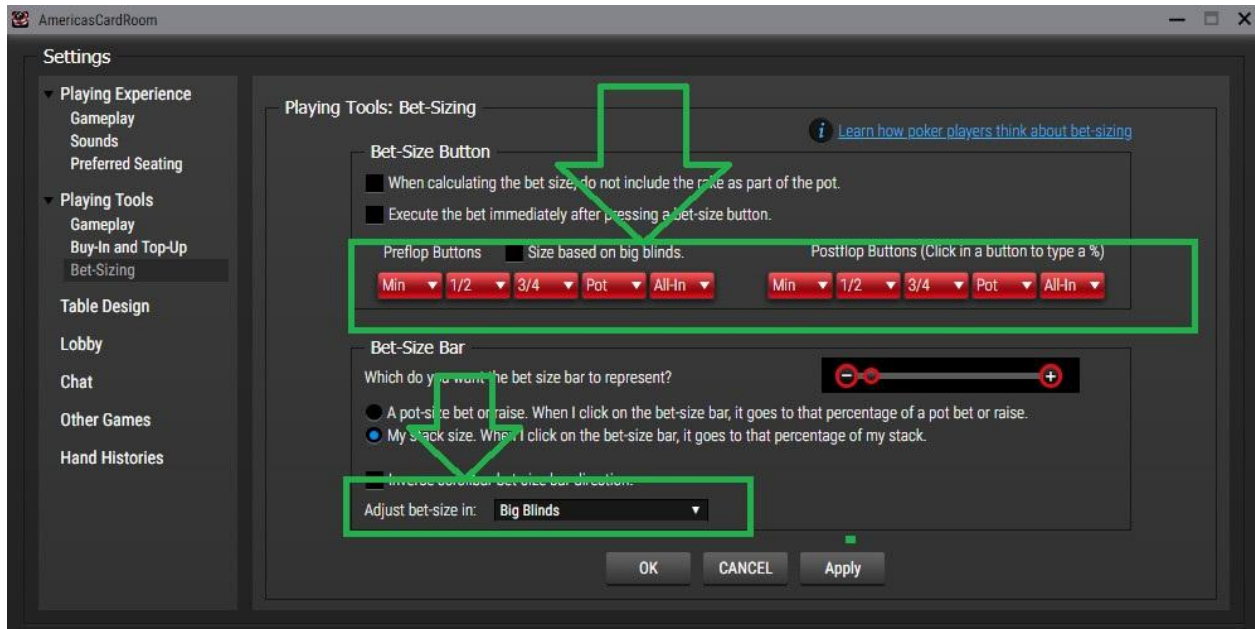 AmericasCardRoom
Settings
Playing Experience
Gameplay
Sounds
Preferred Seating
Playing Tools
Gameplay
Buy-In and Top-Up
Bet-Sizing
Table Design
Lobby
Chat
Other Games
Hand Histories
Playing Tools: Bet-Sizing
i Learn how poker players think about bet-sizing
Bet-Size Button
When calculating the bet size, do not include the rake as part of the pot.
Execute the bet immediately after pressing a bet-size button.
Preflop Buttons Size based on big blinds. Postflop Buttons (Click in a button to type a %)
Min 1/2 3/4 Pot All-In Min 1/2 3/4 Pot All-In
Bet-Size Bar
Which do you want the bet size bar to represent?
A pot-size bet or raise. When I click on the bet-size bar, it goes to that percentage of a pot bet or raise.
My stack size. When I click on the bet-size bar, it goes to that percentage of my stack.
Inverse scrollbar bet-size bar direction.
Adjust bet-size in: Big Blinds
OK CANCEL Apply